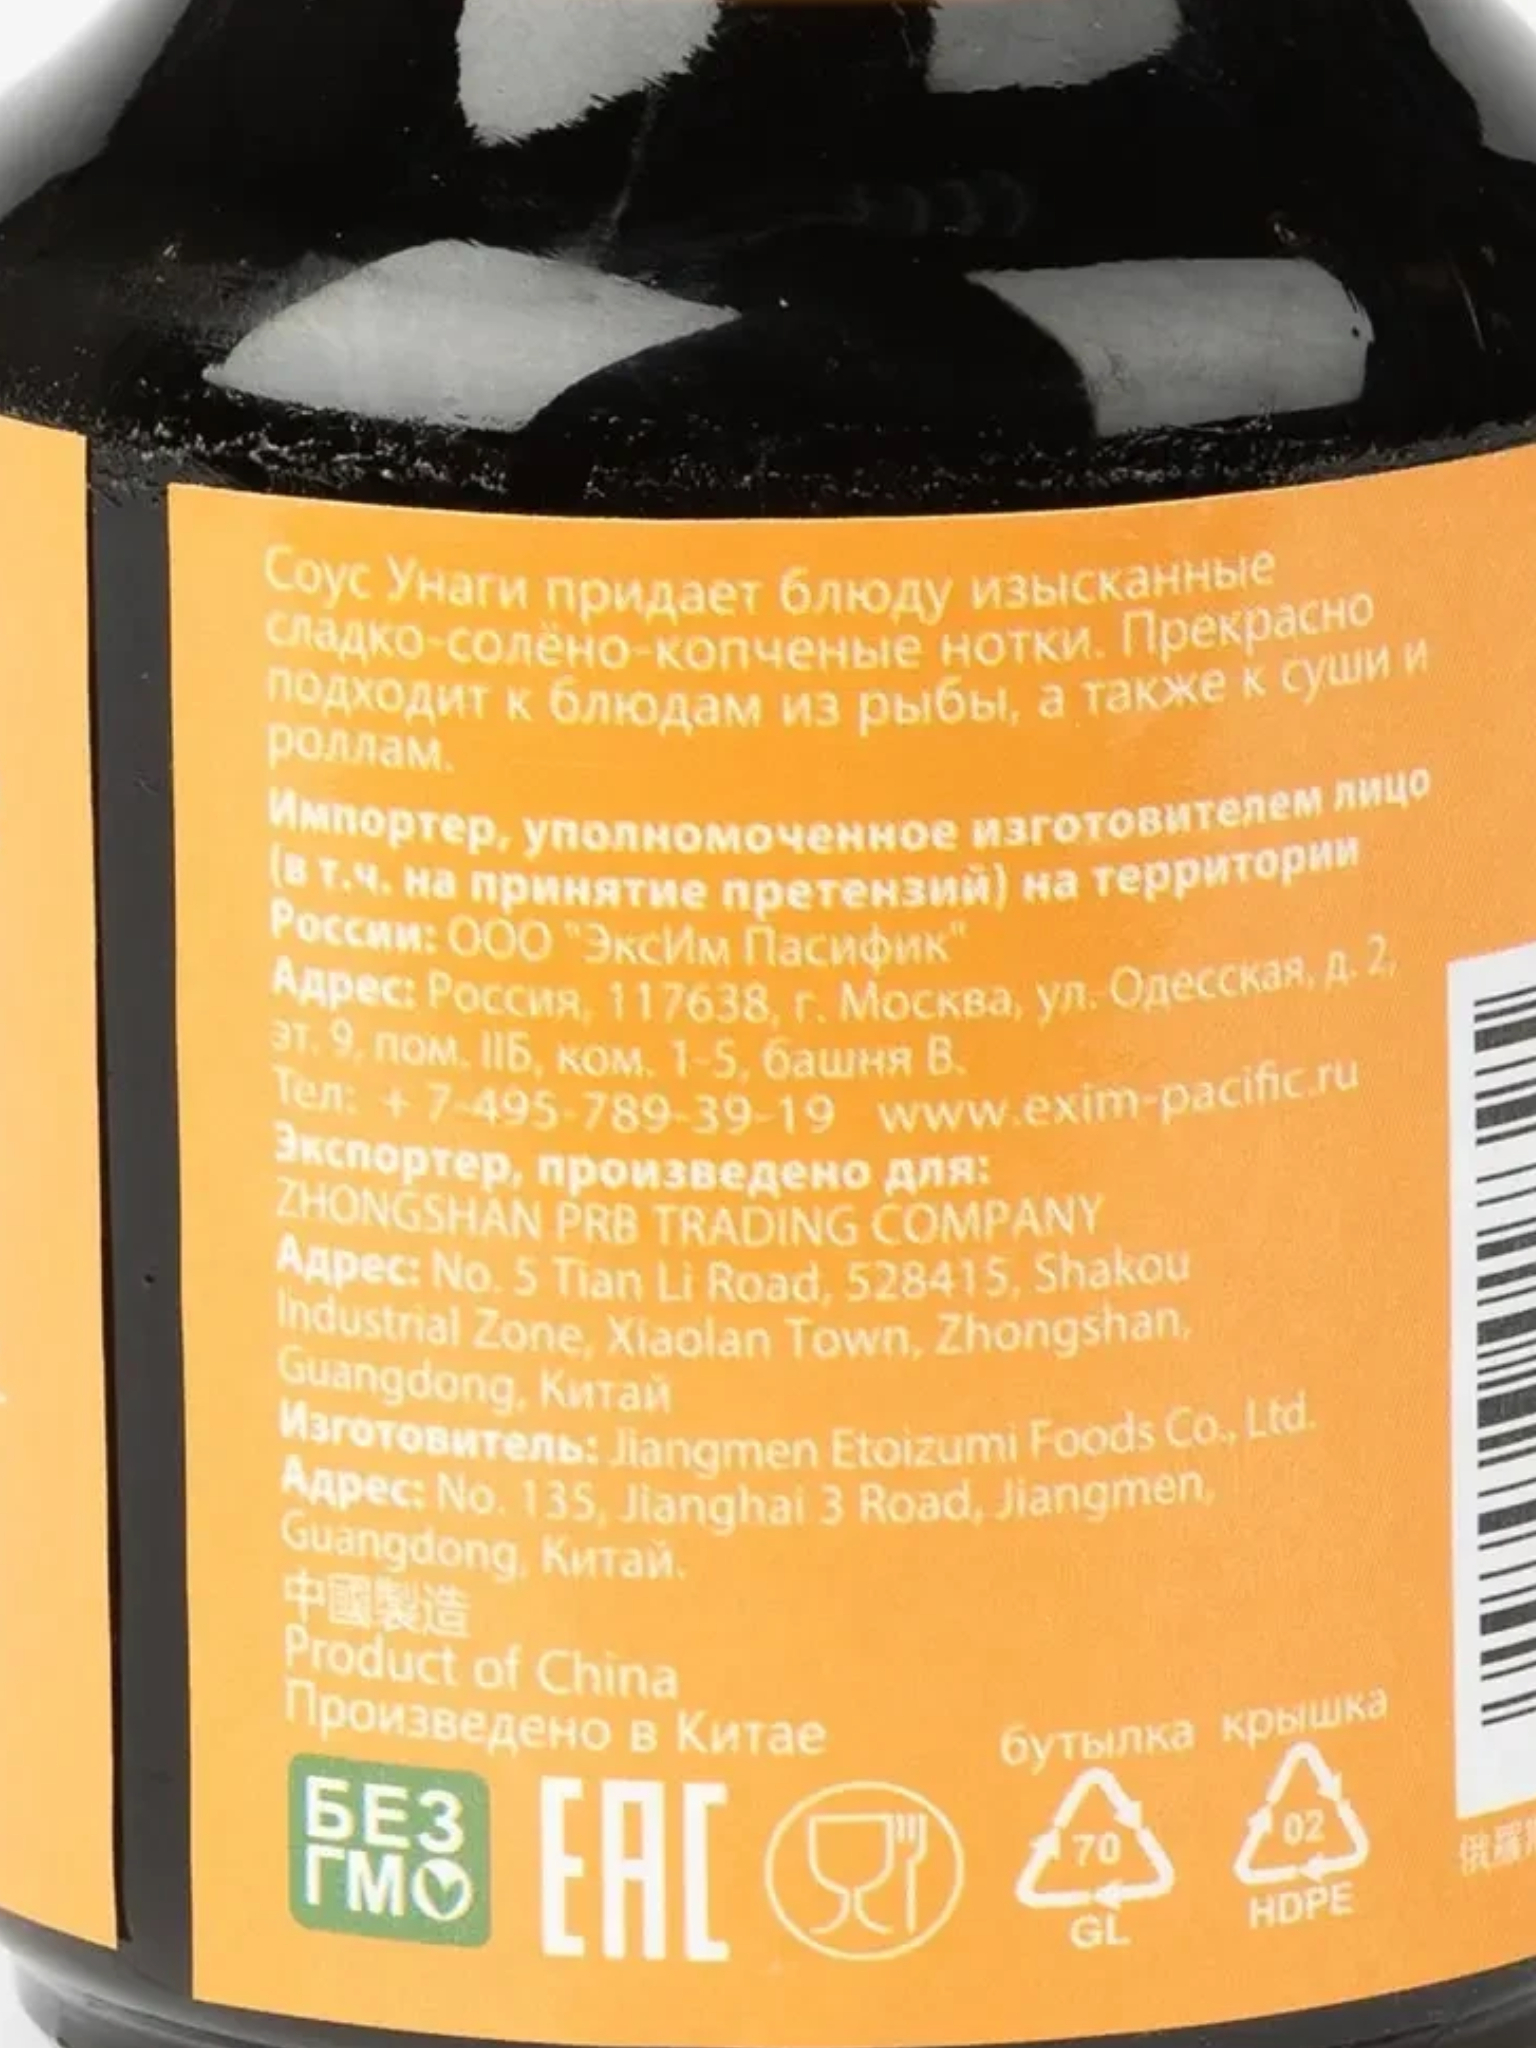 Соус Унаги придает блюду изысканные
сладко-солёно-копченые нотки. Прекрасно
подходит к блюдам из рыбы, а также к суши и
роллам.
Импортер, уполномоченное изготовителем лицо
(в т.ч. на принятие претензий) на территории
России: ООО "ЭксИм Пасифик"
Адрес: Россия, 117638, г. Москва, ул. Одесская, д. 2,
эт. 9, пом. IIБ, ком. 1-5, башня В.
Тел: + 7-495-789-39-19 www.exim-pacific.ru
Экспортер, произведено для:
ZHONGSHAN PRB TRADING COMPANY
Адрес: No. 5 Tian Li Road, 528415, Shakou
Industrial Zone, Xiaolan Town, Zhongshan,
Guangdong, Китай
Изготовитель: Jiangmen Etoizumi Foods Co., Ltd.
Адрес: No. 135, Jianghai 3 Road, Jiangmen,
Guangdong, Китай.
中國製造
Product of China
Произведено в Китае
бутылка крышка
БЕЗ
ГМО
EAC
70
GL
02
HDPE